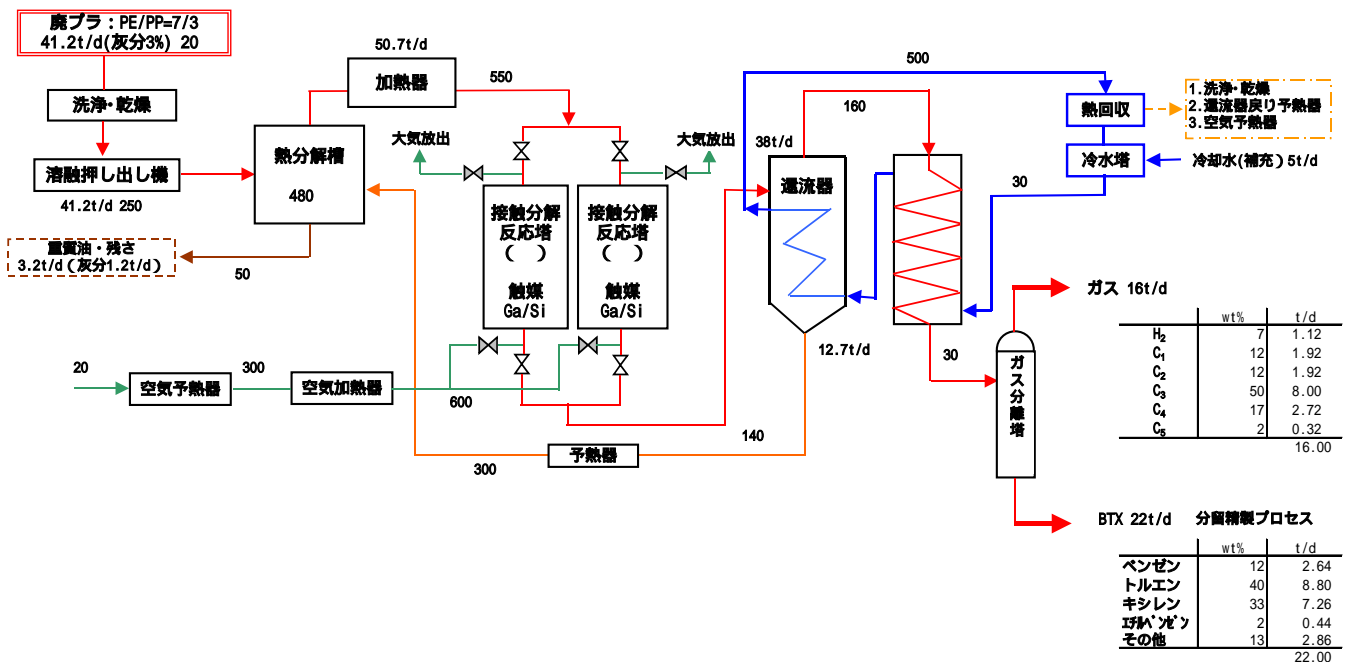 廃プラ：PE/PP=7/3
41.2t/d(灰分3%) 20
洗浄・乾燥
溶融押し出し機
41.2t/d 250
重質油・残さ
3.2t/d(灰分1.2t/d)
50
熱分解槽
480
50.7t/d
加熱器
550
大気放出
大気放出
接触分解
反応塔
(　)
触媒
Ga/Si
接触分解
反応塔
(　)
触媒
Ga/Si
20
空気予熱器
300
空気加熱器
600
予熱器
300
140
38t/d
還流器
12.7t/d
160
500
30
30
熱回収
冷水塔
冷却水(補充)5t/d
1.洗浄・乾燥
2.還流器戻り予熱器
3.空気予熱器
ガス分離塔
ガス 16t/d
wt% t/d
H₂ 7 1.12
C₁ 12 1.92
C₂ 12 1.92
C₃ 50 8.00
C₄ 17 2.72
C₅ 2 0.32
16.00
BTX 22t/d 分留精製プロセス
wt% t/d
ベンゼン 12 2.64
トルエン 40 8.80
キシレン 33 7.26
ｴﾁﾙﾍﾞﾝｾﾞﾝ 2 0.44
その他 13 2.86
22.00